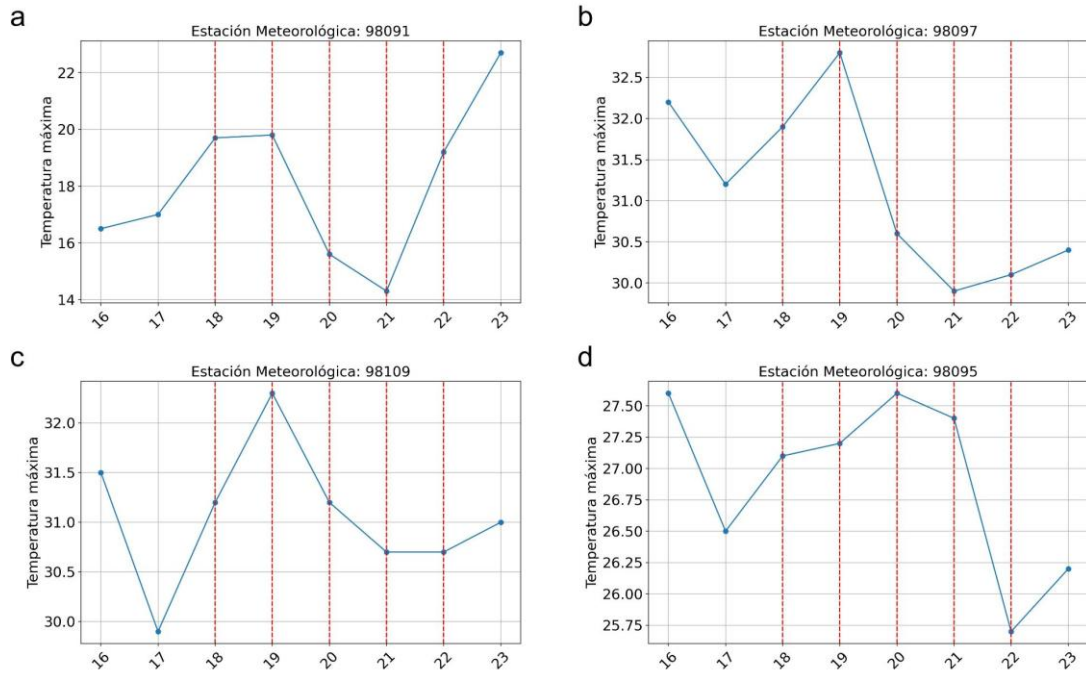 a
Estación Meteorológica: 98091
Temperatura máxima
22
20
18
16
14
16 17 18 19 20 21 22 23
b
Estación Meteorológica: 98097
Temperatura máxima
32.5
32.0
31.5
31.0
30.5
30.0
16 17 18 19 20 21 22 23
c
Estación Meteorológica: 98109
Temperatura máxima
32.0
31.5
31.0
30.5
30.0
16 17 18 19 20 21 22 23
d
Estación Meteorológica: 98095
Temperatura máxima
27.50
27.25
27.00
26.75
26.50
26.25
26.00
25.75
16 17 18 19 20 21 22 23